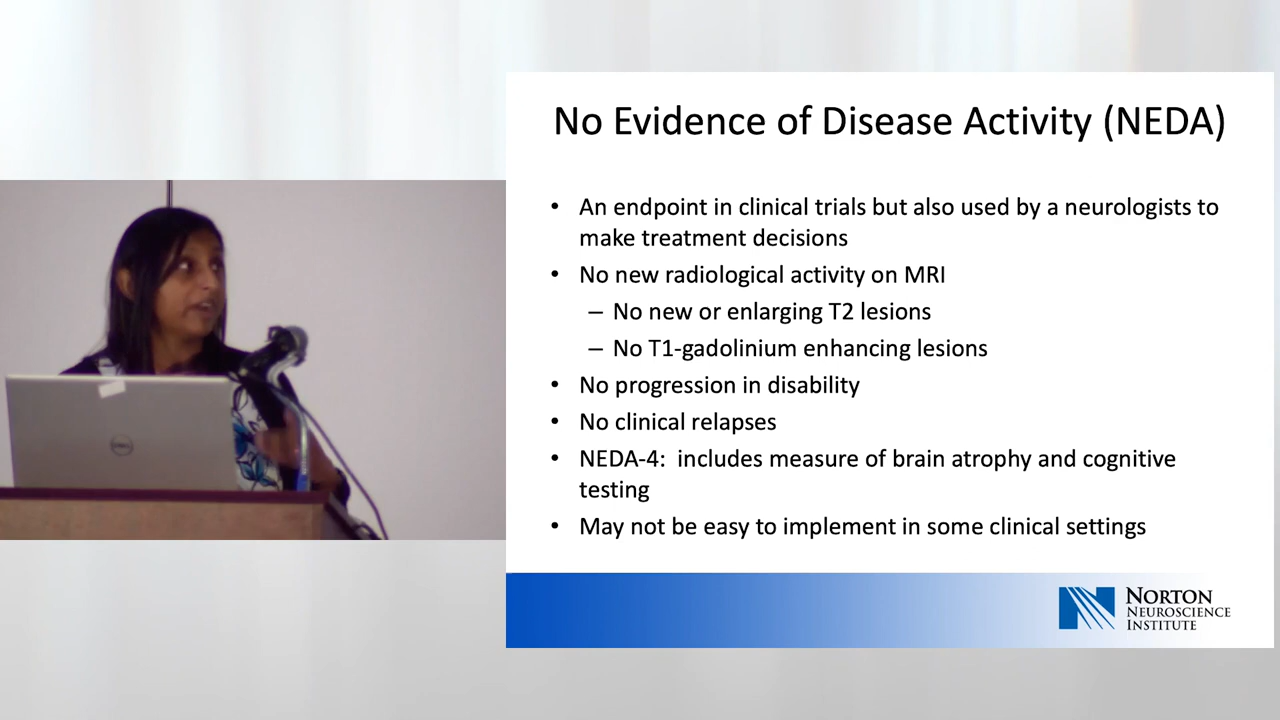 No Evidence of Disease Activity (NEDA)
• An endpoint in clinical trials but also used by a neurologists to
make treatment decisions
• No new radiological activity on MRI
– No new or enlarging T2 lesions
– No T1-gadolinium enhancing lesions
• No progression in disability
• No clinical relapses
• NEDA-4:  includes measure of brain atrophy and cognitive
testing
• May not be easy to implement in some clinical settings
NORTON
NEUROSCIENCE
INSTITUTE
DELL